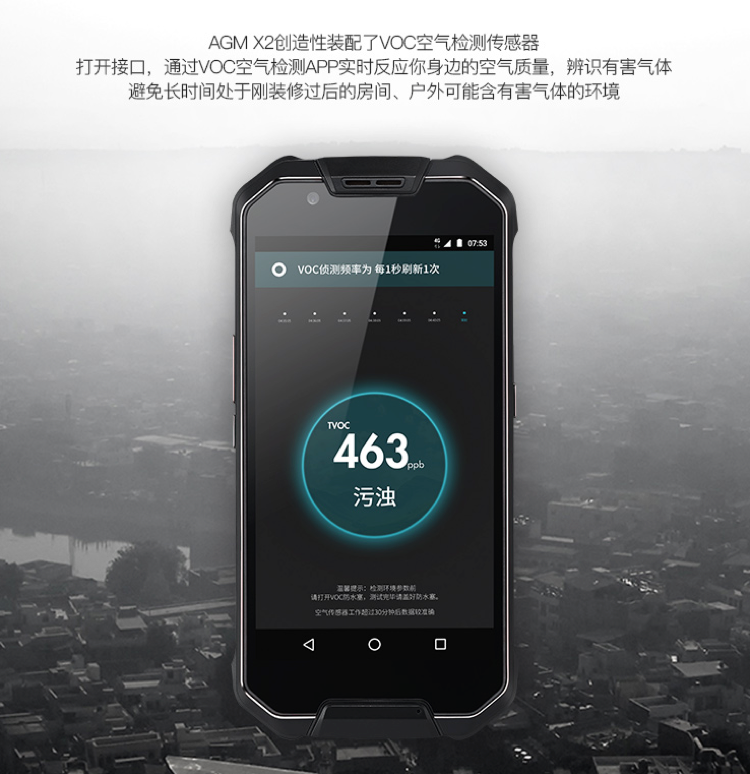 AGM X2创造性装配了VOC空气检测传感器
打开接口，通过VOC空气检测APP实时反应你身边的空气质量，辨识有害气体
避免长时间处于刚装修过后的房间、户外可能含有害气体的环境
4G 07:53
VOC侦测频率为 每1秒刷新1次
TVOC
463ppb
污浊
温馨提示：检测环境参数前
请打开VOC防水塞，测试完毕请盖好防水塞。
空气传感器工作超过30分钟后数据较准确